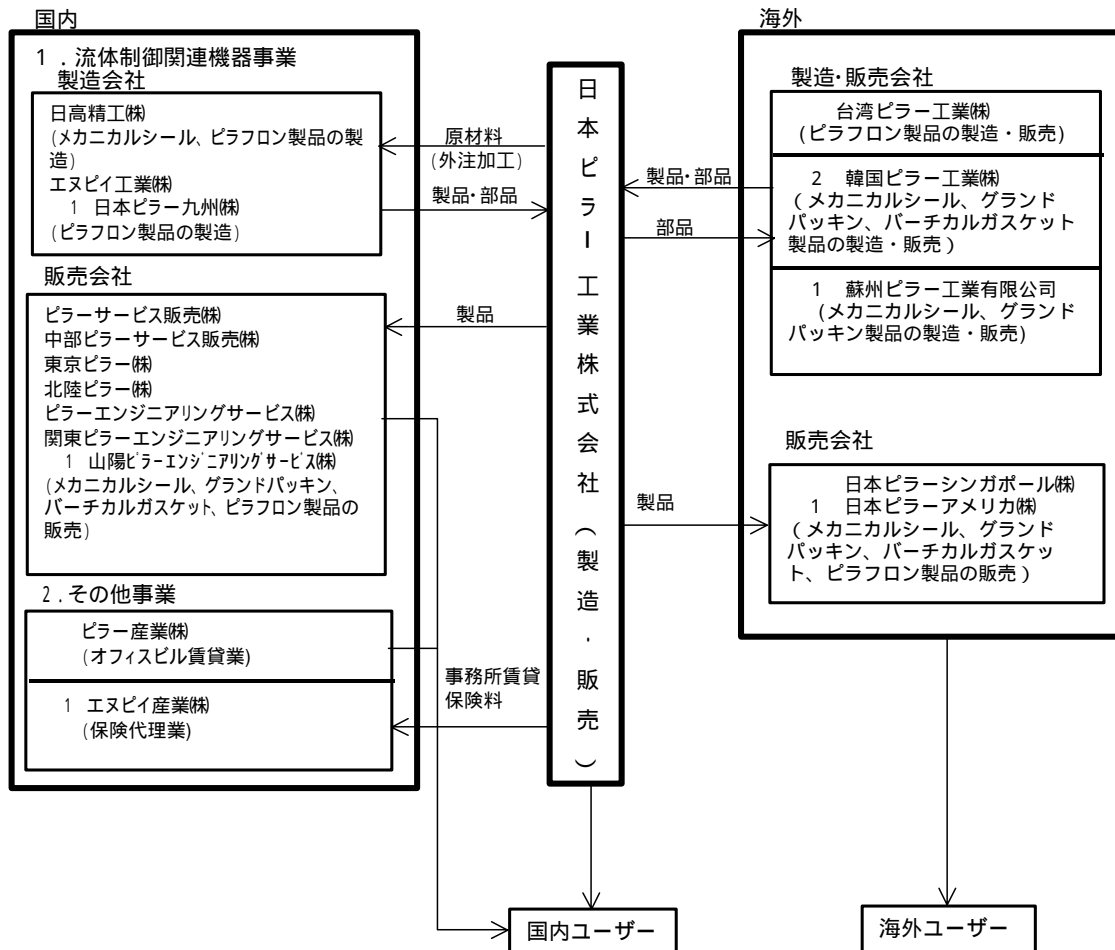 国内
1．流体制御関連機器事業
製造会社
日高精工㈱
(メカニカルシール、ピラフロン製品の製
造)
エヌピイ工業㈱
1 日本ピラー九州㈱
(ピラフロン製品の製造)
販売会社
ピラーサービス販売㈱
中部ピラーサービス販売㈱
東京ピラー㈱
北陸ピラー㈱
ピラーエンジニアリングサービス㈱
関東ピラーエンジニアリングサービス㈱
1 山陽ﾋﾟﾗｰｴﾝｼﾞﾆｱﾘﾝｸﾞｻｰﾋﾞｽ㈱
(メカニカルシール、グランドパッキン、
バーチカルガスケット、ピラフロン製品の
販売)
2．その他事業
ピラー産業㈱
(オフィスビル賃貸業)
1 エヌピイ産業㈱
(保険代理業)
原材料
(外注加工)
製品･部品
製品
事務所賃貸
保険料
日本ピラー工業株式会社（製造・販売）
製品･部品
部品
製品
海外
製造･販売会社
台湾ピラー工業㈱
(ピラフロン製品の製造・販売)
2 韓国ピラー工業㈱
（メカニカルシール、グランド
パッキン、バーチカルガスケット
製品の製造・販売）
1 蘇州ピラー工業有限公司
(メカニカルシール、グランド
パッキン製品の製造・販売)
販売会社
日本ピラーシンガポール㈱
1 日本ピラーアメリカ㈱
（メカニカルシール、グランド
パッキン、バーチカルガスケッ
ト、ピラフロン製品の販売）
国内ユーザー
海外ユーザー